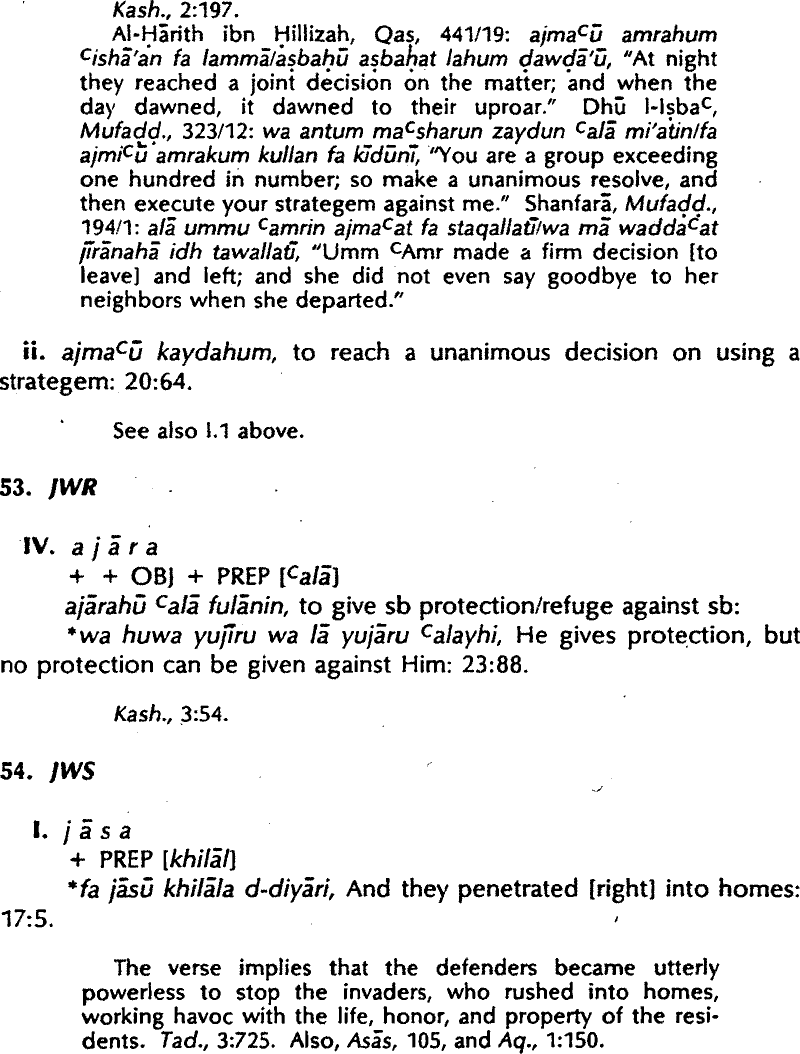 Kash., 2:197.
Al-Ḥārith ibn Ḥillizah, Qaṣ, 441/19: ajmaᶜū amrahum
ᶜishā'an fa lammā/aṣbaḥū aṣbaḥat lahum ḍawḍā'ū, "At night
they reached a joint decision on the matter; and when the
day dawned, it dawned to their uproar." Dhū l-Iṣbaᶜ,
Mufaḍḍ., 323/12: wa antum maᶜsharun zaydun ᶜalā mi'atin/fa
ajmiᶜū amrakum kullan fa kīdūnī, "You are a group exceeding
one hundred in number; so make a unanimous resolve, and
then execute your strategem against me." Shanfarā, Mufaḍḍ.,
194/1: alā ummu ᶜamrin ajmaᶜat fa staqallatī/wa mā waddaᶜat
jīrānahā idh tawallatī, "Umm ᶜAmr made a firm decision [to
leave] and left; and she did not even say goodbye to her
neighbors when she departed."
ii. ajmaᶜū kaydahum, to reach a unanimous decision on using a
strategem: 20:64.
See also I.1 above.
53. JWR
IV. a j ā r a
+ + OBJ + PREP [ᶜalā]
ajārahū ᶜalā fulānin, to give sb protection/refuge against sb:
*wa huwa yujīru wa lā yujāru ᶜalayhi, He gives protection, but
no protection can be given against Him: 23:88.
Kash., 3:54.
54. JWS
I. j ā s a
+ PREP [khilāl]
*fa jāsū khilāla d-diyāri, And they penetrated [right] into homes:
17:5.
The verse implies that the defenders became utterly
powerless to stop the invaders, who rushed into homes,
working havoc with the life, honor, and property of the resi-
dents. Tad., 3:725. Also, Asās, 105, and Aq., 1:150.